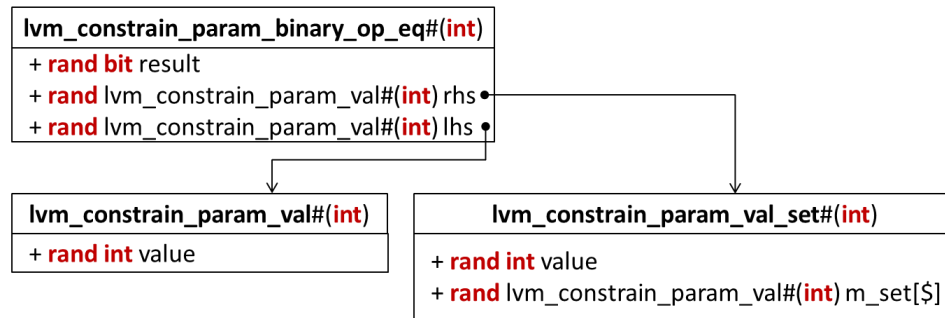 lvm_constrain_param_binary_op_eq#(int)
+ rand bit result
+ rand lvm_constrain_param_val#(int) rhs
+ rand lvm_constrain_param_val#(int) lhs
lvm_constrain_param_val#(int)
+ rand int value
lvm_constrain_param_val_set#(int)
+ rand int value
+ rand lvm_constrain_param_val#(int) m_set[$]